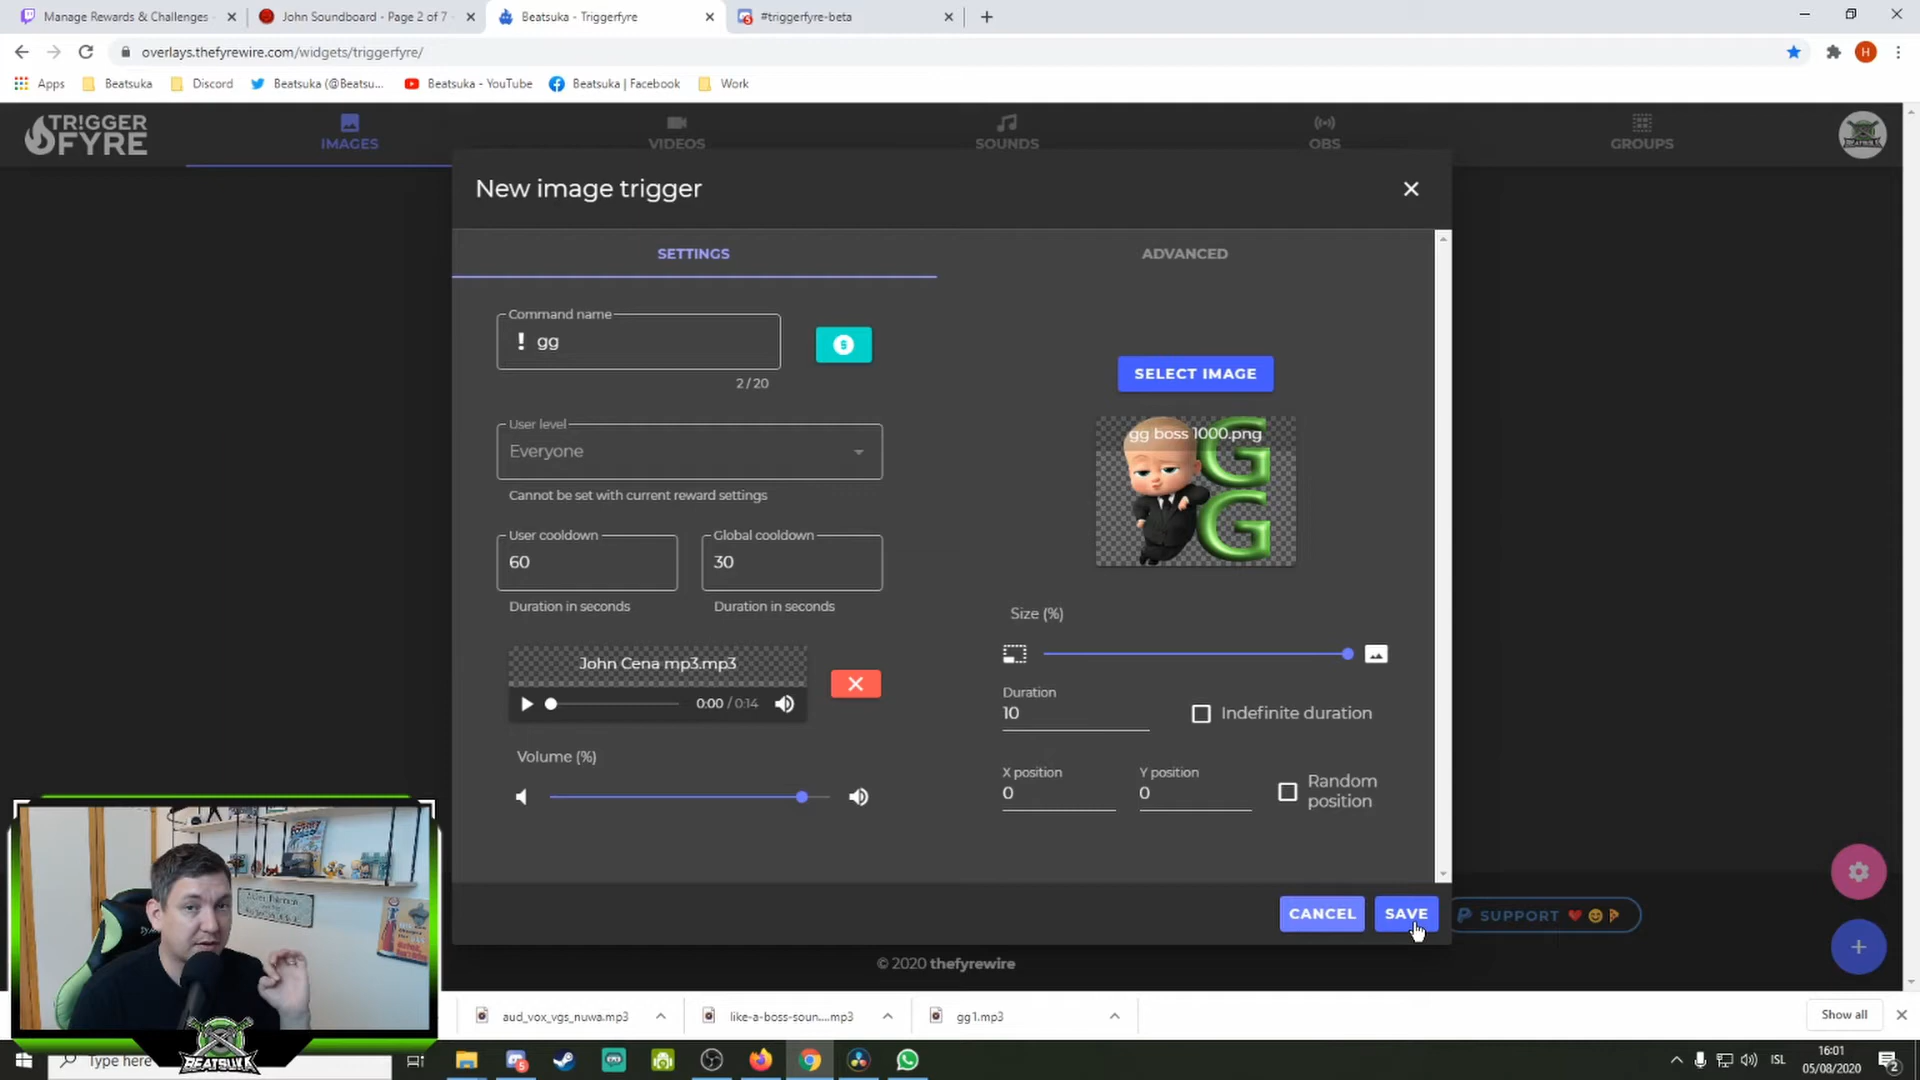 Manage Rewards & Challenges
John Soundboard - Page 2 of 7
Beatsuka - Triggerfyre
#triggerfyre-beta
overlays.thefyrewire.com/widgets/triggerfyre/
H
Apps
Beatsuka
Discord
Beatsuka (@Beatsu...
Beatsuka - YouTube
Beatsuka | Facebook
Work
TR!GGER
FYRE
IMAGES
VIDEOS
SOUNDS
OBS
GROUPS
New image trigger
SETTINGS
ADVANCED
Command name
! gg
2 / 20
SELECT IMAGE
gg boss 1000.png
GG
User level
Everyone
Cannot be set with current reward settings
User cooldown
60
Duration in seconds
Global cooldown
30
Duration in seconds
Size (%)
John Cena mp3.mp3
0:00 / 0:14
Duration
10
Indefinite duration
Volume (%)
X position
0
Y position
0
Random
position
CANCEL
SAVE
SUPPORT
© 2020 thefyrewire
aud_vox_vgs_nuwa.mp3
like-a-boss-soun....mp3
gg1.mp3
Show all
Type here
BEATSUKA
ISL
16:01
05/08/2020
2